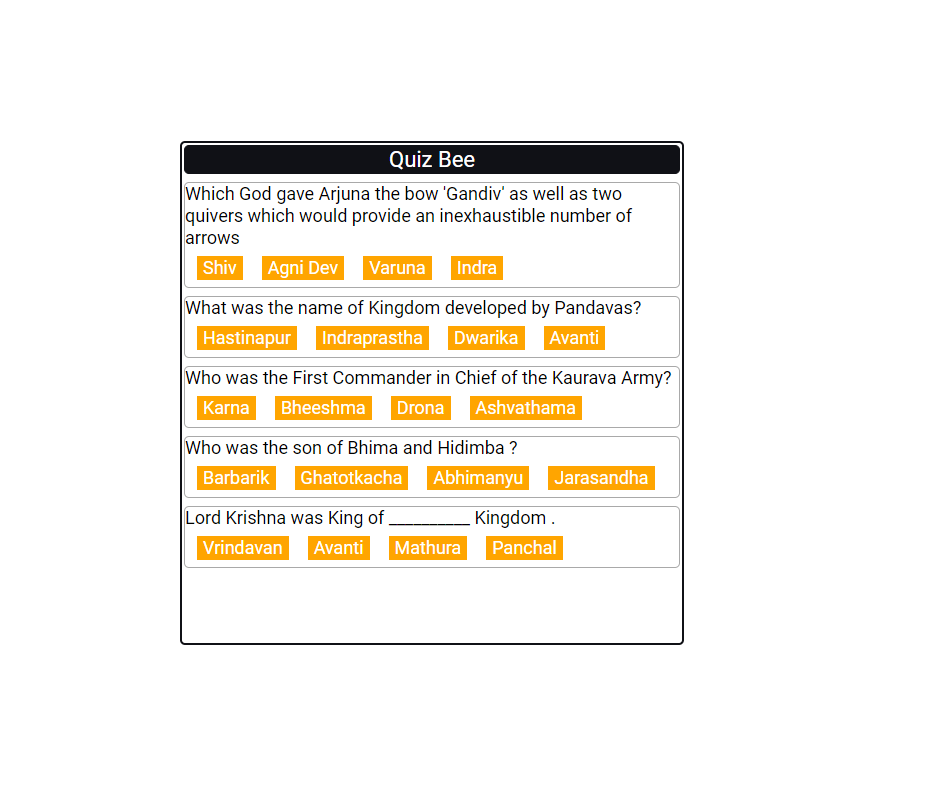 Quiz Bee
Which God gave Arjuna the bow 'Gandiv' as well as two
quivers which would provide an inexhaustible number of
arrows
Shiv Agni Dev Varuna Indra
What was the name of Kingdom developed by Pandavas?
Hastinapur Indraprastha Dwarika Avanti
Who was the First Commander in Chief of the Kaurava Army?
Karna Bheeshma Drona Ashvathama
Who was the son of Bhima and Hidimba ?
Barbarik Ghatotkacha Abhimanyu Jarasandha
Lord Krishna was King of __________ Kingdom .
Vrindavan Avanti Mathura Panchal